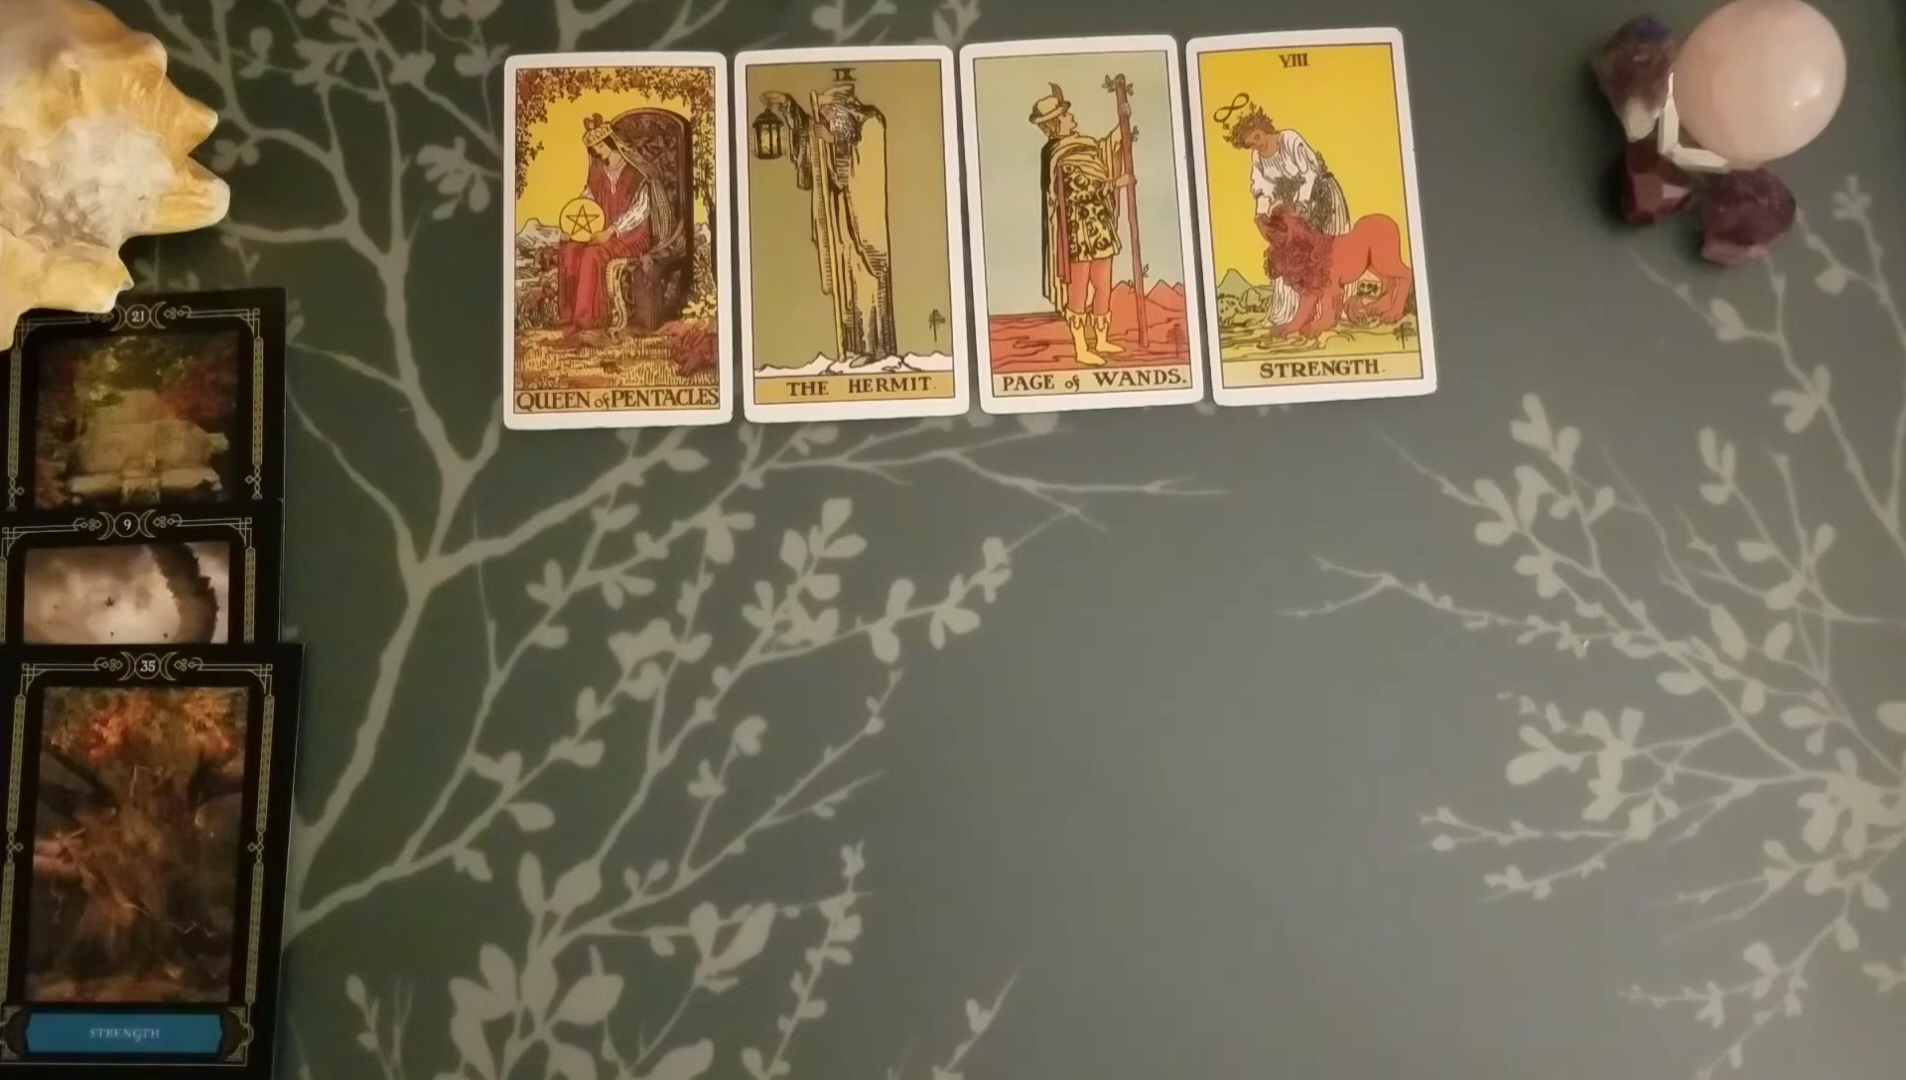 QUEEN of PENTACLES
IX
THE HERMIT.
PAGE of WANDS.
VIII
STRENGTH.
21
9
35
STRENGTH